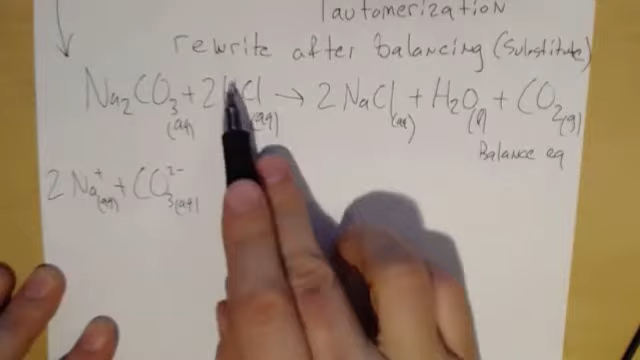 Tautomerization
rewrite after balancing (Substitute)
Na₂CO₃(aq) + 2HCl(aq) → 2NaCl(aq) + H₂O(l) + CO₂(g)
Balance eq
2Na⁺(aq) + CO₃²⁻(aq)